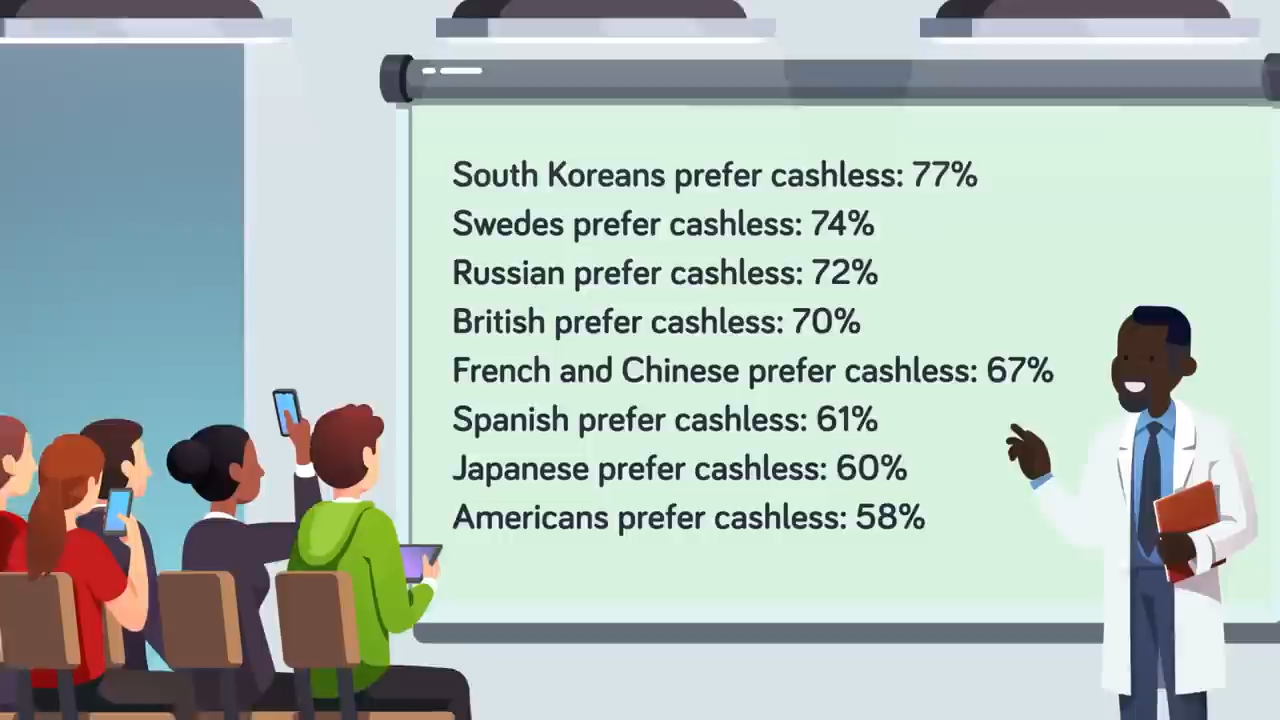 South Koreans prefer cashless: 77%
Swedes prefer cashless: 74%
Russian prefer cashless: 72%
British prefer cashless: 70%
French and Chinese prefer cashless: 67%
Spanish prefer cashless: 61%
Japanese prefer cashless: 60%
Americans prefer cashless: 58%